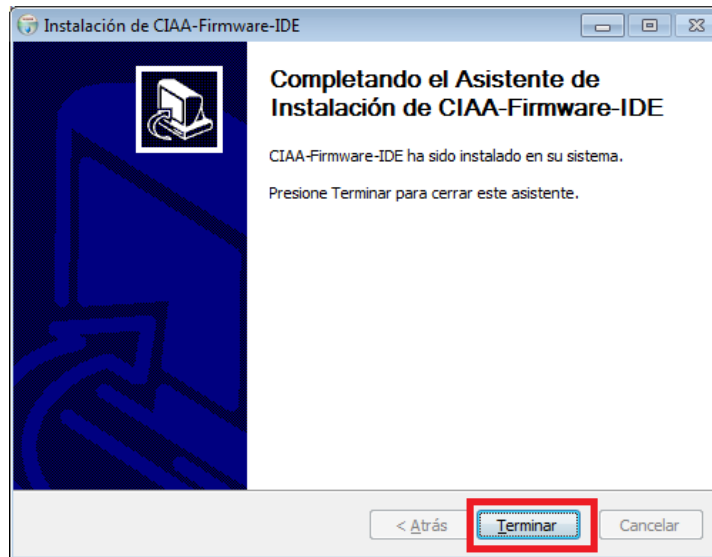 Instalación de CIAA-Firmware-IDE
Completando el Asistente de
Instalación de CIAA-Firmware-IDE
CIAA-Firmware-IDE ha sido instalado en su sistema.
Presione Terminar para cerrar este asistente.
< Atrás
Terminar
Cancelar